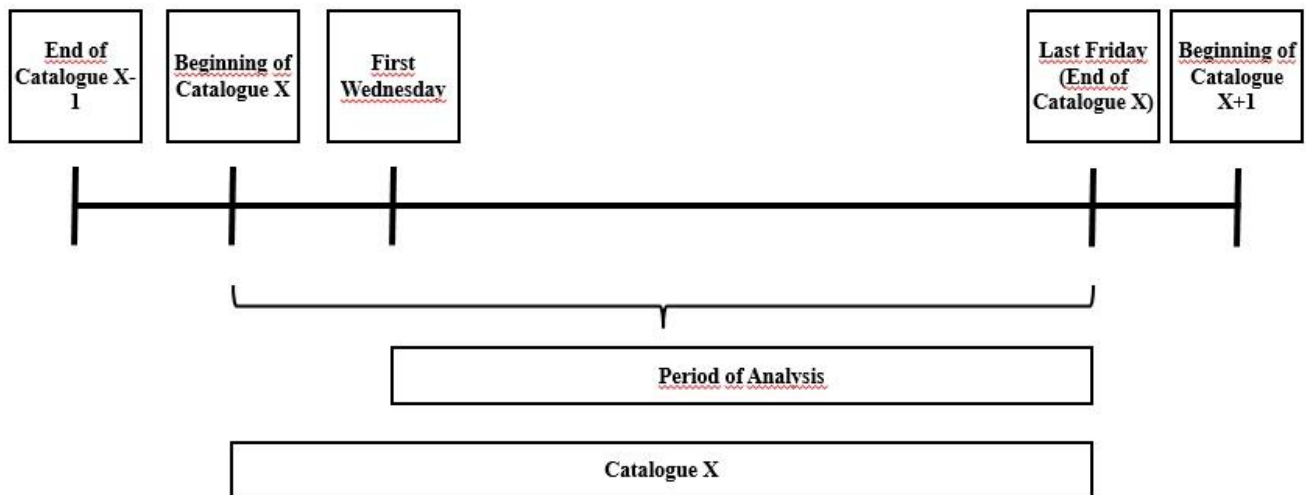 End of
Catalogue X-
1
Beginning of
Catalogue X
First
Wednesday
Last Friday
(End of
Catalogue X)
Beginning of
Catalogue
X+1
Period of Analysis
Catalogue X